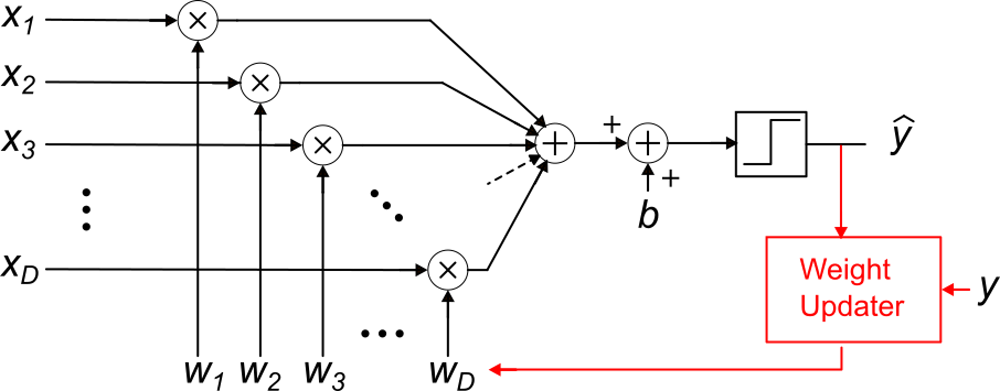 x1
x2
x3
xD
w1 w2 w3 ... wD
+
+
b
ŷ
Weight
Updater
y